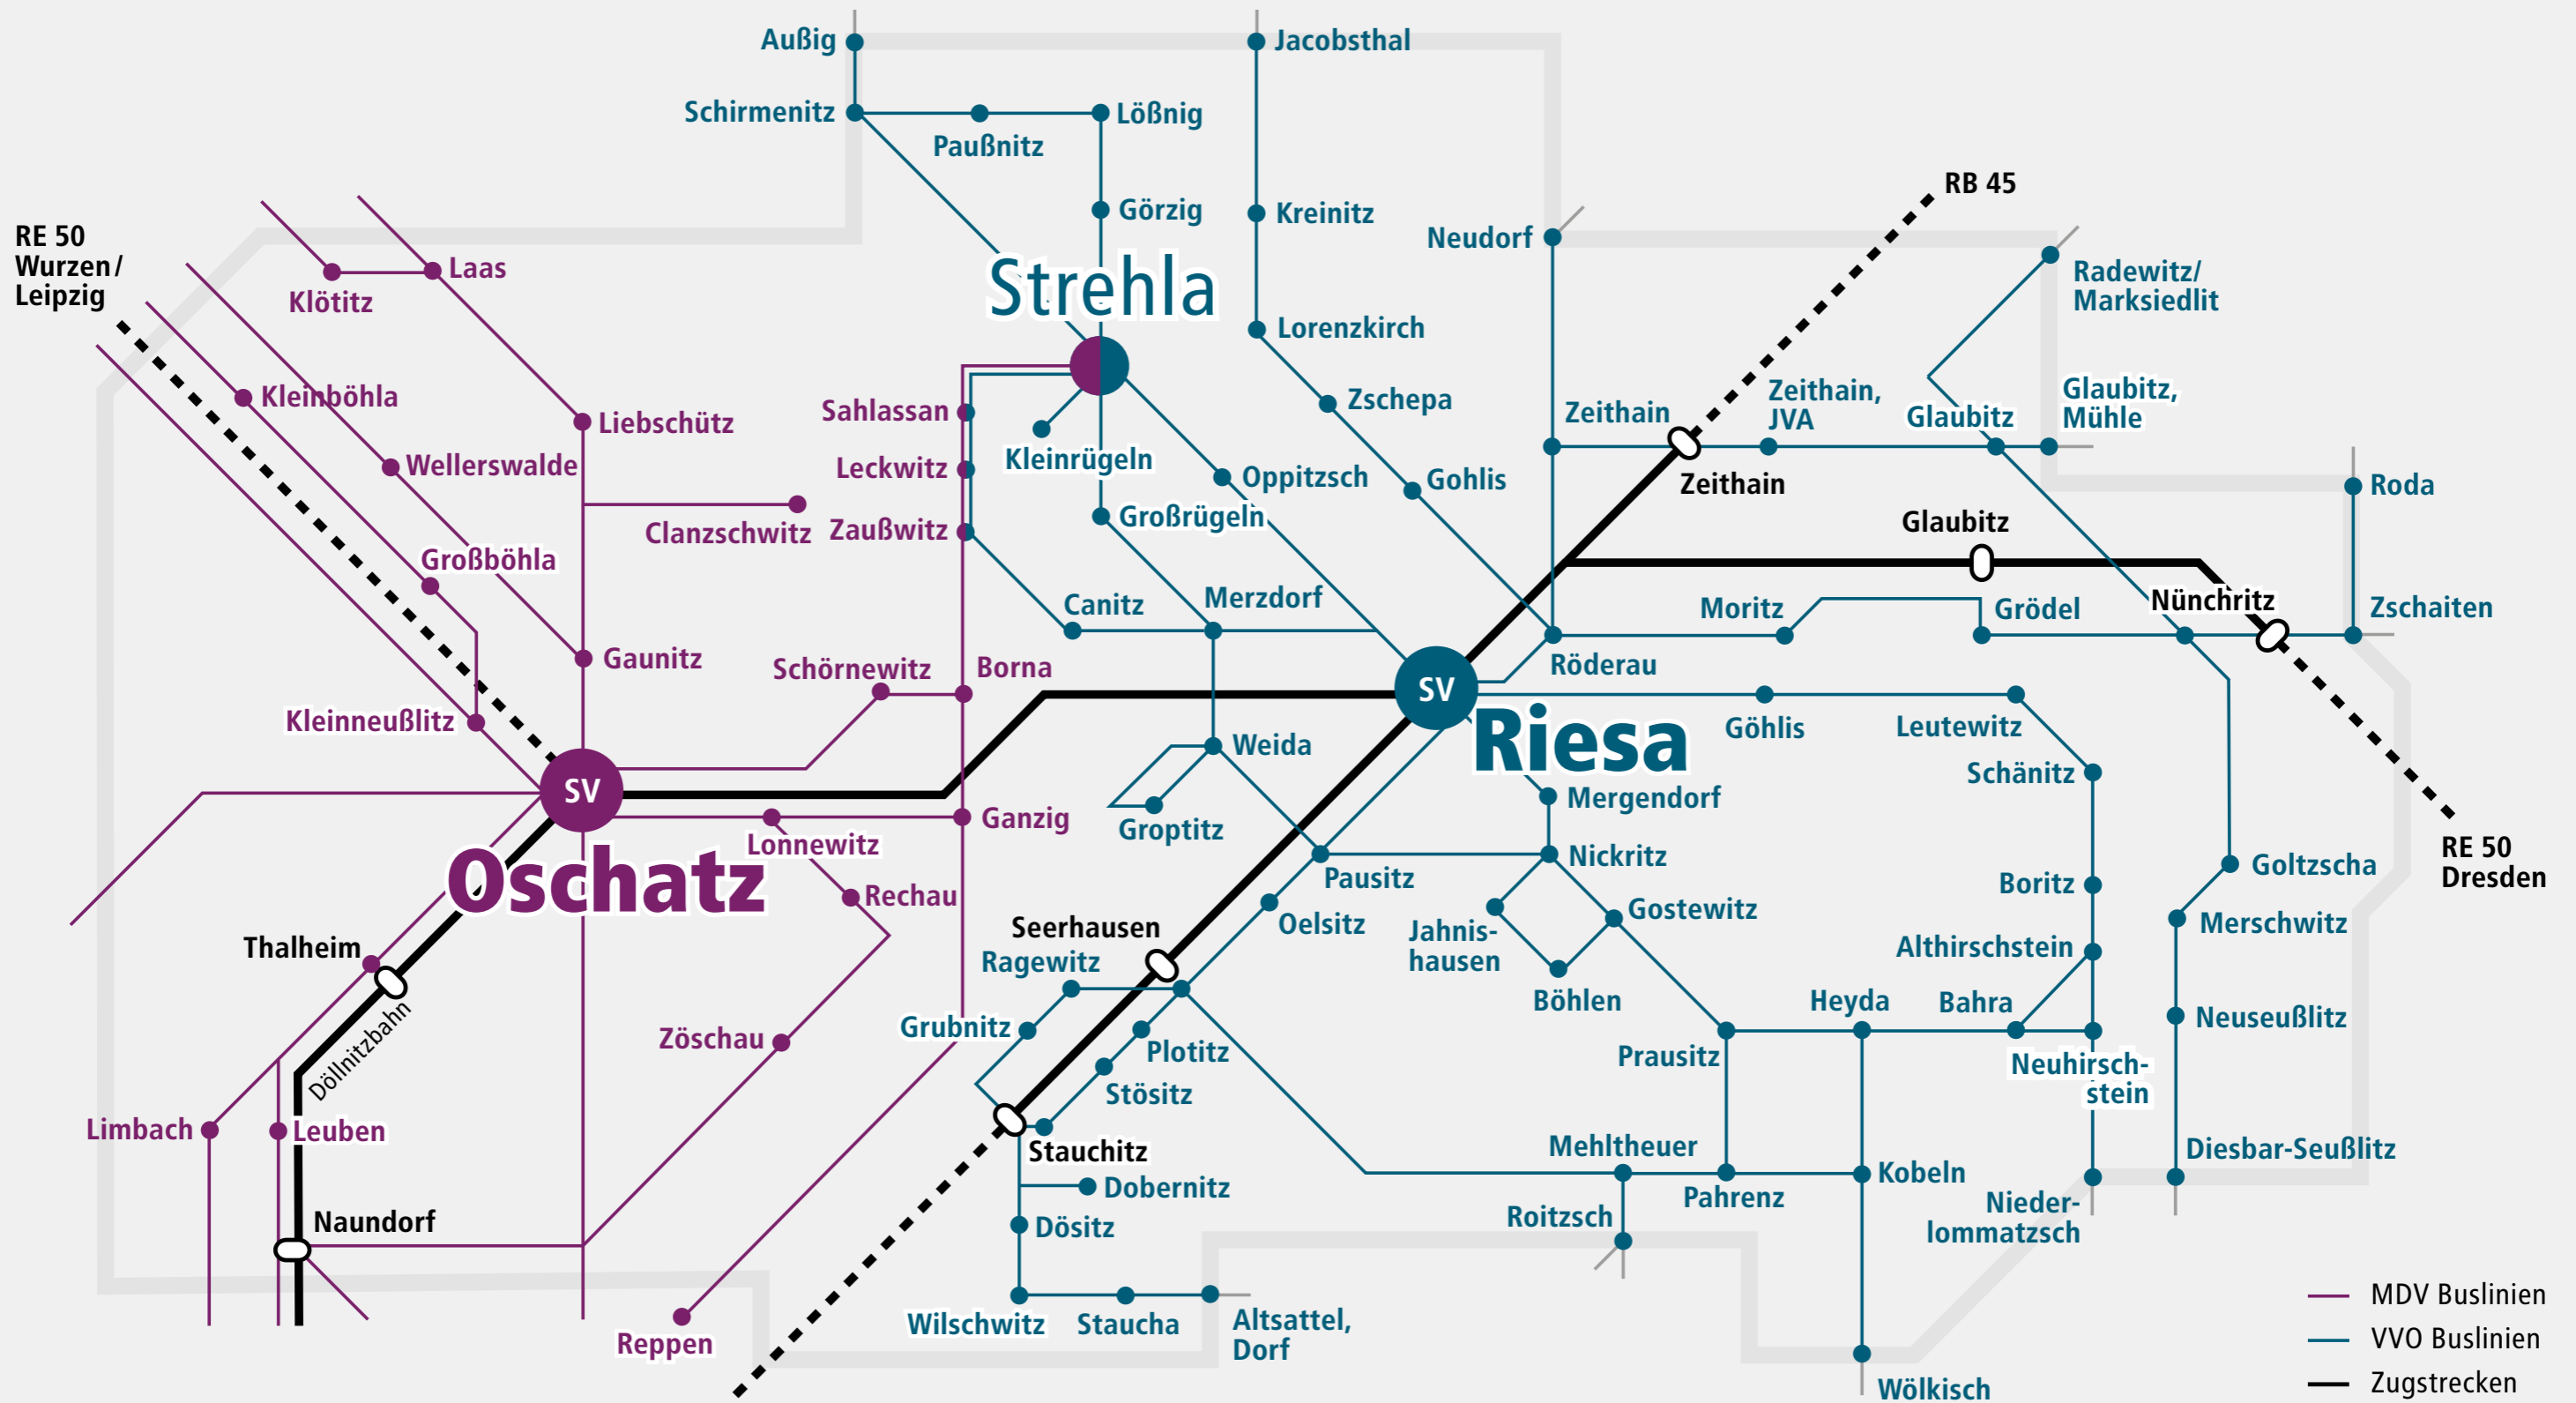 Außig
Jacobsthal
Schirmenitz
Paußnitz
Lößnig
Görzig
Kreinitz
Neudorf
RB 45
RE 50
Wurzen/
Leipzig
Klötitz
Laas
Strehla
Lorenzkirch
Radewitz/
Marksiedlit
Kleinböhla
Liebschütz
Sahlassan
Kleinrügeln
Zschepa
Zeithain
Zeithain,
JVA
Glaubitz
Glaubitz,
Mühle
Wellerswalde
Leckwitz
Oppitzsch
Gohlis
Zeithain
Roda
Clanzschwitz
Zaußwitz
Großrügeln
Glaubitz
Großböhla
Canitz
Merzdorf
Moritz
Grödel
Nünchritz
Zschaiten
Gaunitz
Schörnewitz
Borna
Röderau
SV
Riesa
Kleinneußlitz
Göhlis
Leutewitz
Weida
Schänitz
SV
Oschatz
Mergendorf
Ganzig
Groptitz
Lonnewitz
Nickritz
RE 50
Dresden
Goltzscha
Pausitz
Boritz
Rechau
Oelsitz
Jahnis-
hausen
Gostewitz
Merschwitz
Seerhausen
Thalheim
Althirschstein
Ragewitz
Böhlen
Heyda
Bahra
Neuseußlitz
Döllnitzbahn
Grubnitz
Zöschau
Plotitz
Prausitz
Neuhirsch-
stein
Stösitz
Limbach
Leuben
Stauchitz
Mehltheuer
Diesbar-Seußlitz
Kobeln
Dobernitz
Pahrenz
Nieder-
lommatzsch
Naundorf
Dösitz
Roitzsch
Wilschwitz
Staucha
Altsattel,
Dorf
Reppen
Wölkisch
MDV Buslinien
VVO Buslinien
Zugstrecken